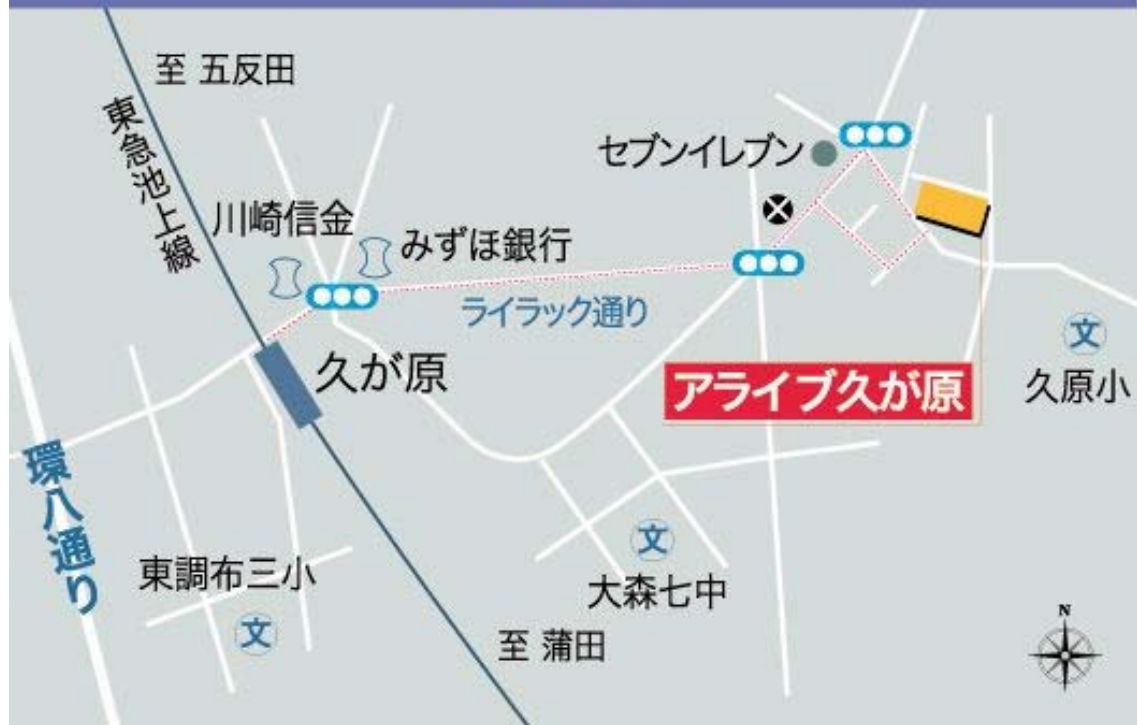 至 五反田
東急池上線
川崎信金
みずほ銀行
セブンイレブン
ライラック通り
久が原
アライブ久が原
文
久原小
環八通り
東調布三小
文
文
大森七中
至 蒲田
N